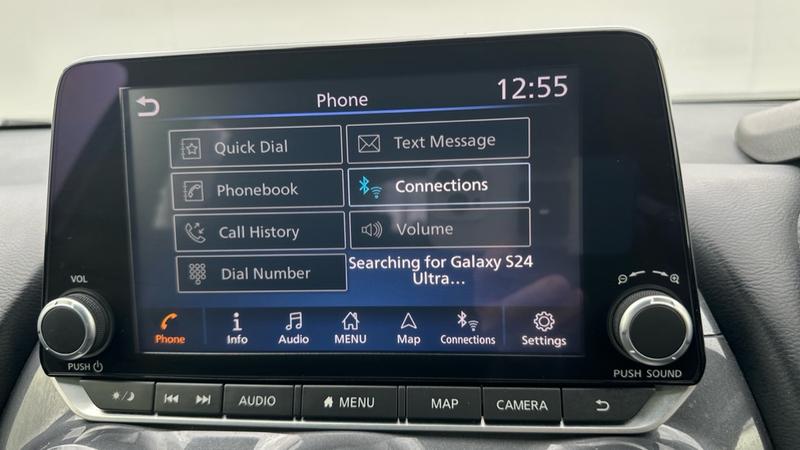 Phone
12:55
Quick Dial
Text Message
Phonebook
Connections
Call History
Volume
Dial Number
Searching for Galaxy S24
Ultra...
Phone
Info
Audio
MENU
Map
Connections
Settings
VOL
PUSH
PUSH SOUND
AUDIO
MENU
MAP
CAMERA